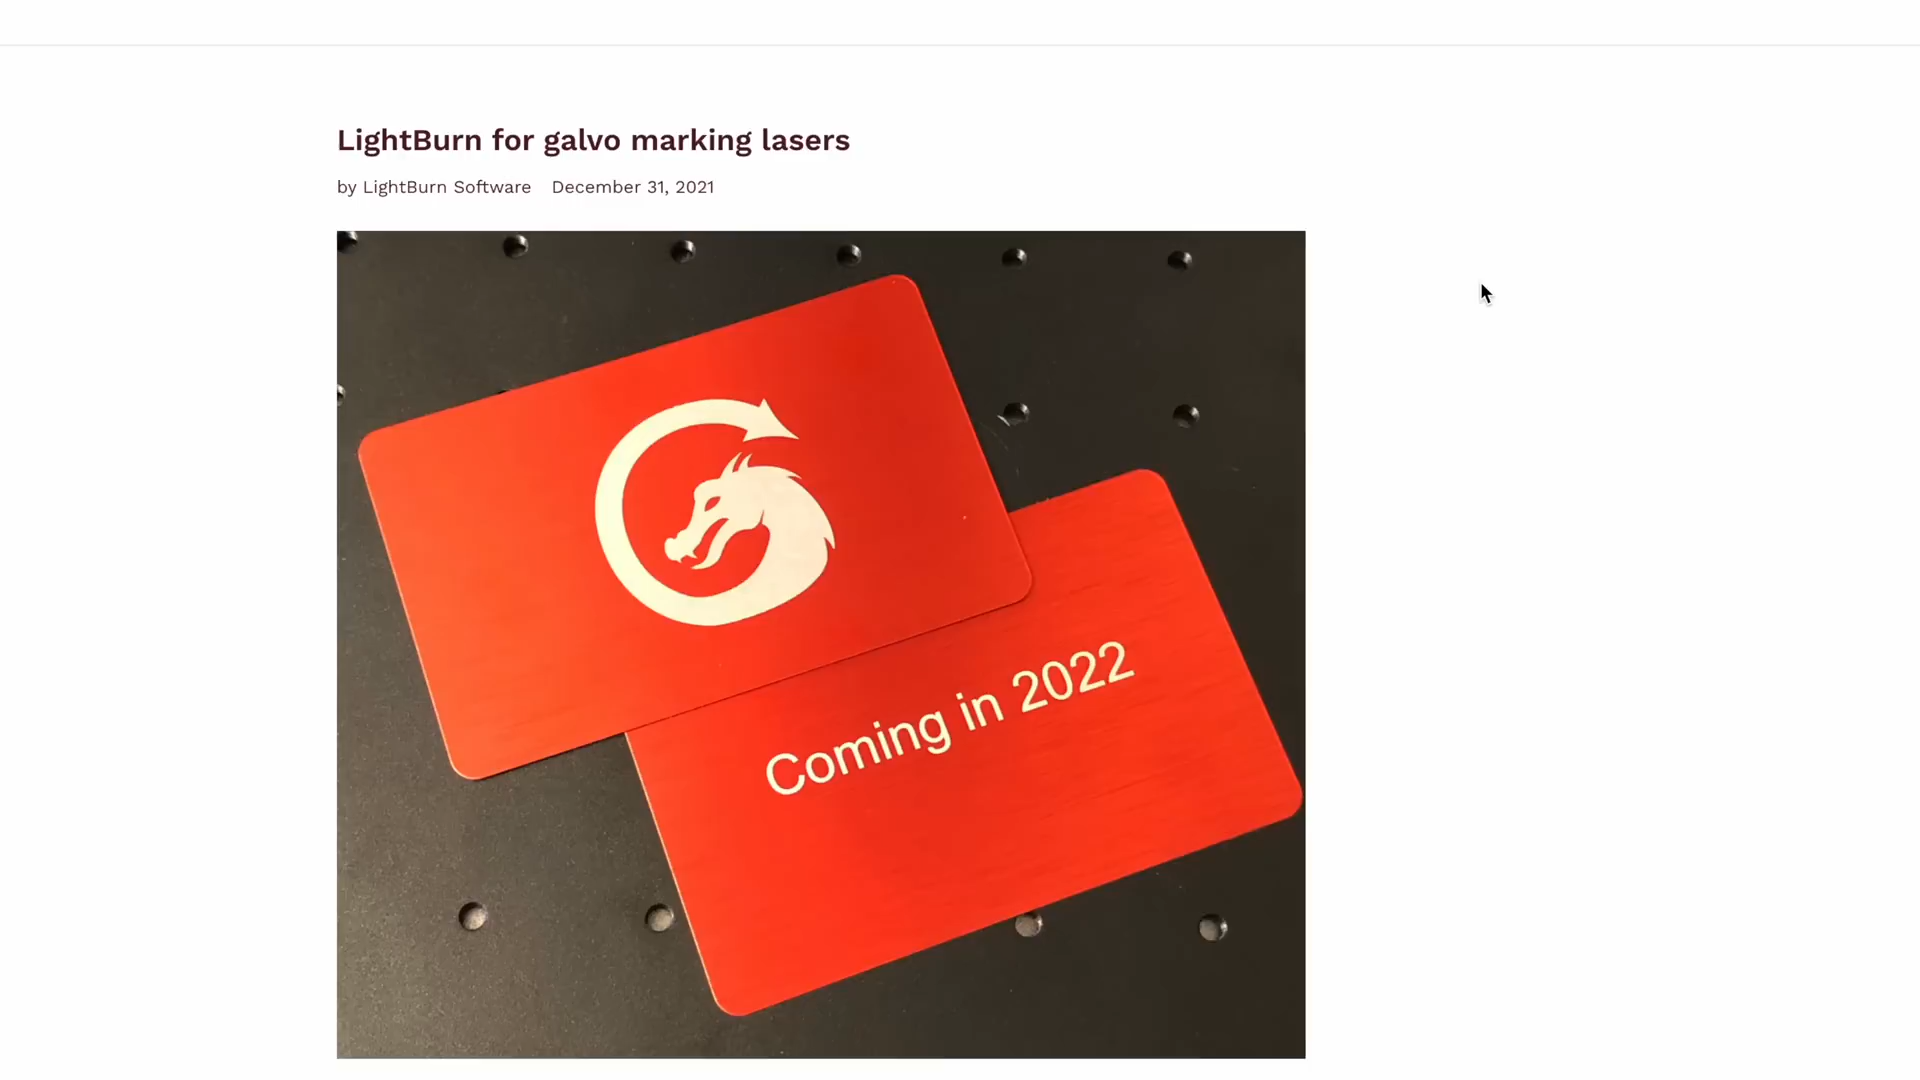 LightBurn for galvo marking lasers
by LightBurn Software December 31, 2021
Coming in 2022